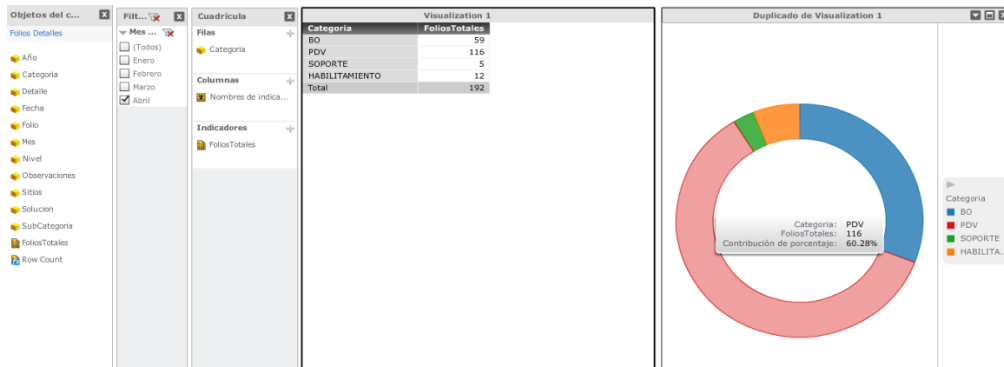 Objetos del c...
Folios Detalles
Año
Categoria
Detalle
Fecha
Folio
Mes
Nivel
Observaciones
Sitios
Solucion
SubCategoria
FoliosTotales
Row Count
Filt...
Mes ...
(Todos)
Enero
Febrero
Marzo
Abril
Cuadrícula
Filas
Categoria
Columnas
Nombres de indica...
Indicadores
FoliosTotales
Visualization 1
Categoria FoliosTotales
BO 59
PDV 116
SOPORTE 5
HABILITAMIENTO 12
Total 192
Duplicado de Visualization 1
Categoria: PDV
FoliosTotales: 116
Contribución de porcentaje: 60.28%
Categoria
BO
PDV
SOPORTE
HABILITA...